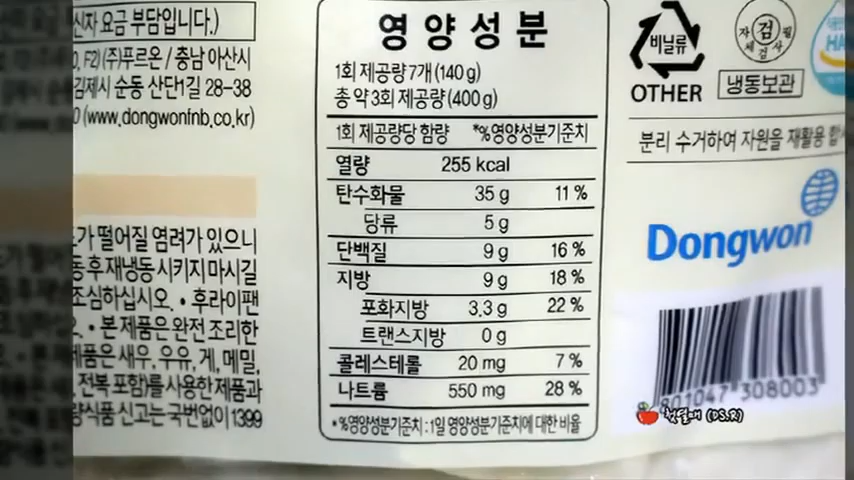 신자 요금 부담입니다.)
F2) (주)푸르온 / 충남 아산시
김제시 순동 산단1길 28-38
(www.dongwonfnb.co.kr)
가 떨어질 염려가 있으니
동 후 재냉동시키지 마시길
조심하십시오. • 후라이팬
• 본 제품은 완전 조리한
제품은 새우, 우유, 게, 메밀,
전복 포함)를 사용한 제품과
식품 신고는 국번없이 1399
영양성분
1회 제공량 7개 (140 g)
총 약 3회 제공량 (400 g)
1회 제공량당 함량 *%영양성분기준치
열량 255 kcal
탄수화물 35 g 11 %
당류 5 g
단백질 9 g 16 %
지방 9 g 18 %
포화지방 3.3 g 22 %
트랜스지방 0 g
콜레스테롤 20 mg 7 %
나트륨 550 mg 28 %
*%영양성분기준치 : 1일 영양성분기준치에 대한 비율
비닐류
OTHER
검
자 필
세 검 사
냉동보관
HA
분리 수거하여 자원을 재활용 합
Dongwon
801047 308003
(DS.R)